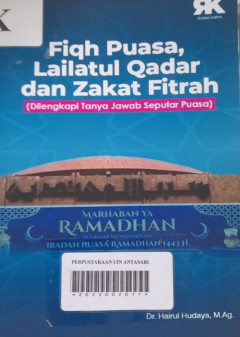 K
RK
Fiqh Puasa,
Lailatul Qadar
dan Zakat Fitrah
(Dilengkapi Tanya Jawab Seputar Puasa)
MARHABAN YA
RAMADHAN
IBADAH PUASA RAMADHAN 1443 H
PERPUSTAKAAN UIN ANTASARI
Dr. Hairul Hudaya, M.Ag.